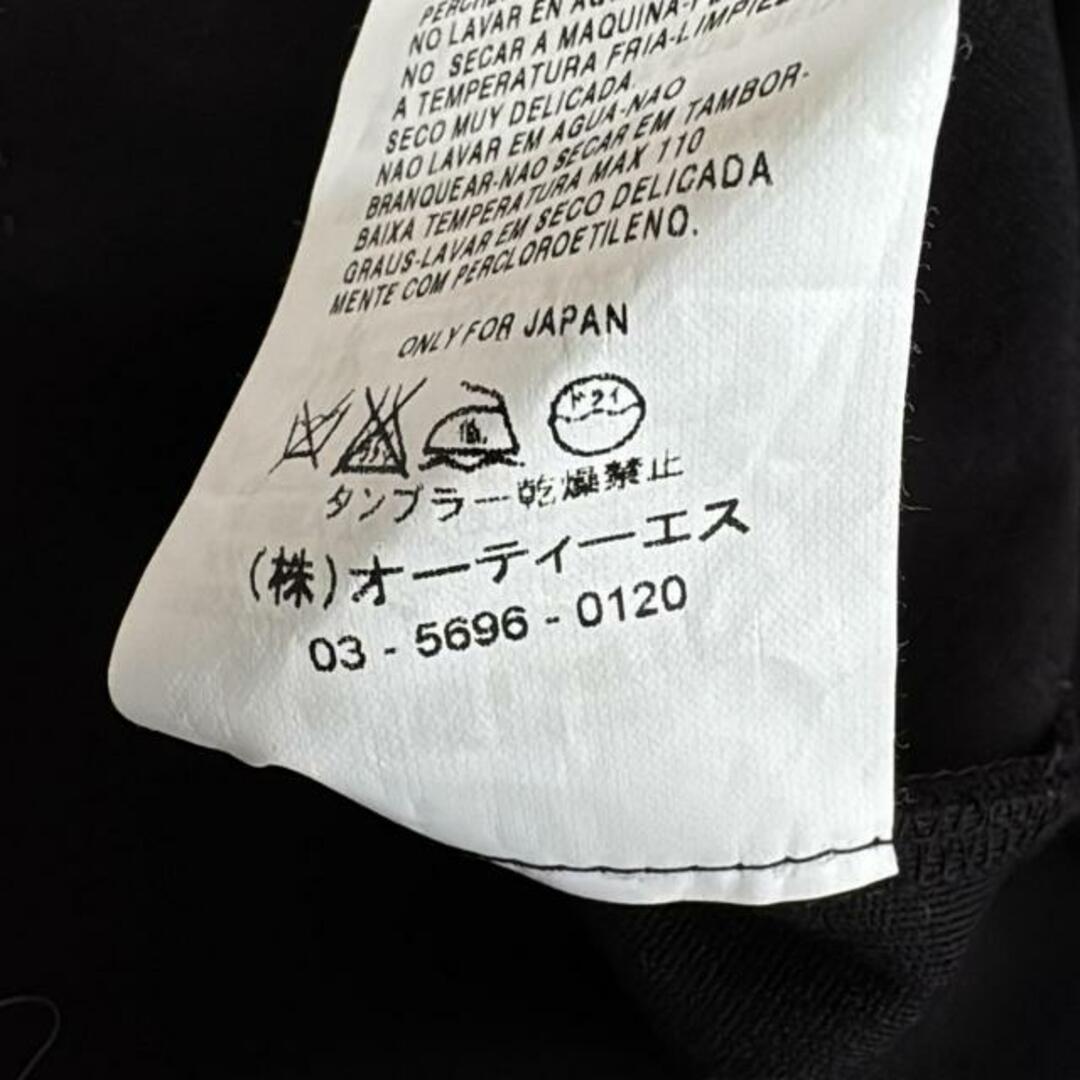 NO LAVAR EN
NO SECAR A MAQUINA-
A TEMPERATURA FRIA-
SECO MUY DELICADA.
NAO LAVAR EM AGUA-NAO
BRANQUEAR-NAO SECAR EM TAMBOR-
BAIXA TEMPERATURA MAX 110
GRAUS-LAVAR EM SECO DELICADA
MENTE COM PERCLOROETILENO.
ONLY FOR JAPAN
低 ドライ
タンブラー乾燥禁止
(株)オーティーエス
03 - 5696 - 0120